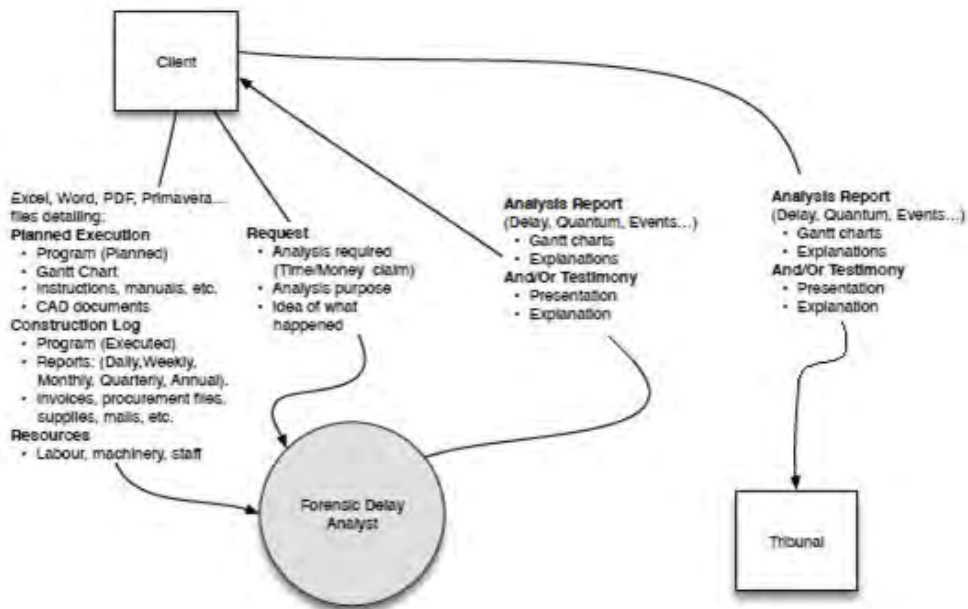 Client
Excel, Word, PDF, Primavera...
files detailing:
Planned Execution
• Program (Planned)
• Gantt Chart
• Instructions, manuals, etc.
• CAD documents
Construction Log
• Program (Executed)
• Reports: (Daily,Weekly,
Monthly, Quarterly, Annual).
• Invoices, procurement files,
supplies, mails, etc.
Resources
• Labour, machinery, staff
Request
• Analysis required
(Time/Money claim)
• Analysis purpose
• Idea of what
happened
Analysis Report
(Delay, Quantum, Events...)
• Gantt charts
• Explanations
And/Or Testimony
• Presentation
• Explanation
Analysis Report
(Delay, Quantum, Events...)
• Gantt charts
• Explanations
And/Or Testimony
• Presentation
• Explanation
Forensic Delay
Analyst
Tribunal